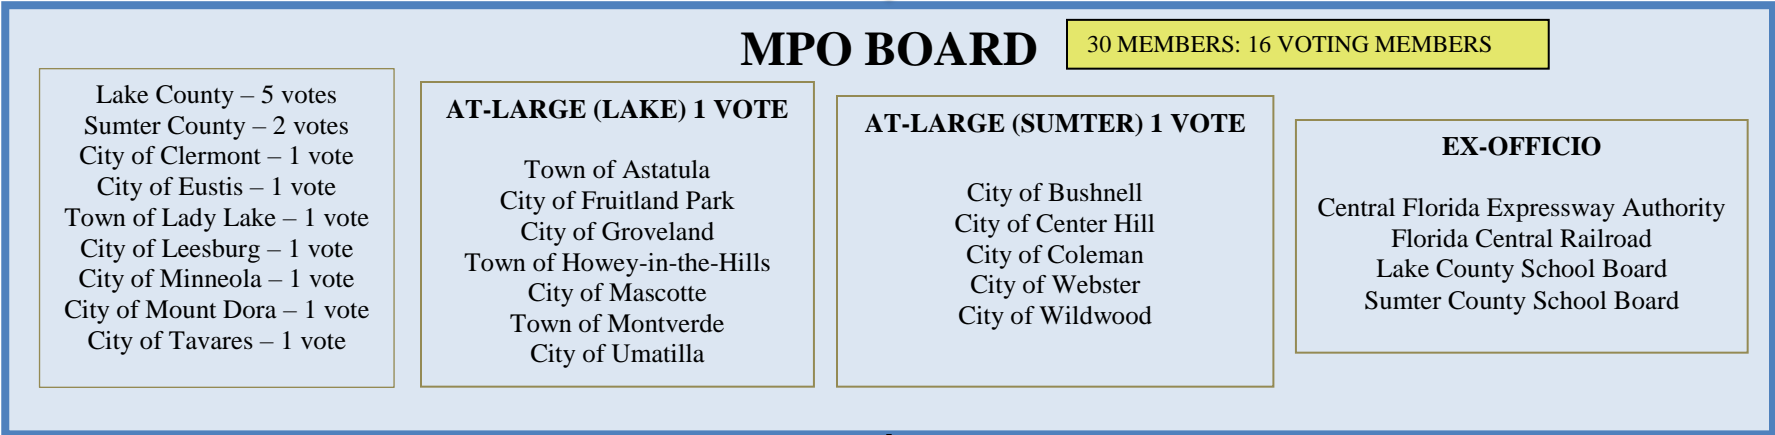 MPO BOARD
30 MEMBERS: 16 VOTING MEMBERS
Lake County – 5 votes
Sumter County – 2 votes
City of Clermont – 1 vote
City of Eustis – 1 vote
Town of Lady Lake – 1 vote
City of Leesburg – 1 vote
City of Minneola – 1 vote
City of Mount Dora – 1 vote
City of Tavares – 1 vote
AT-LARGE (LAKE) 1 VOTE
Town of Astatula
City of Fruitland Park
City of Groveland
Town of Howey-in-the-Hills
City of Mascotte
Town of Montverde
City of Umatilla
AT-LARGE (SUMTER) 1 VOTE
City of Bushnell
City of Center Hill
City of Coleman
City of Webster
City of Wildwood
EX-OFFICIO
Central Florida Expressway Authority
Florida Central Railroad
Lake County School Board
Sumter County School Board